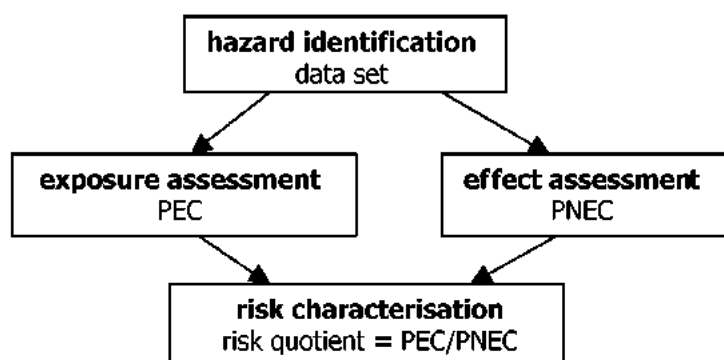 hazard identification
data set
exposure assessment
PEC
effect assessment
PNEC
risk characterisation
risk quotient = PEC/PNEC